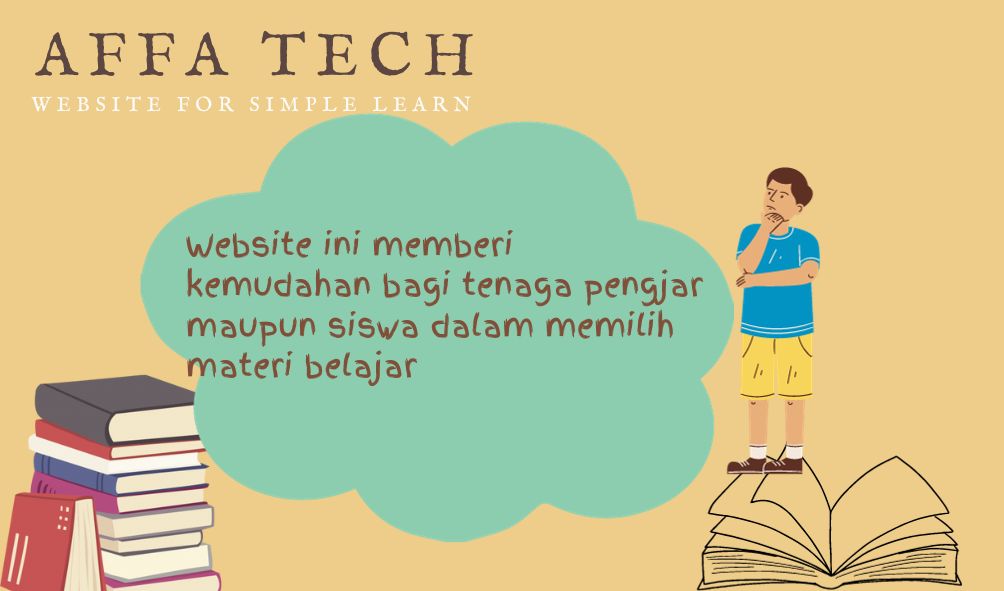 AFFA TECH
WEBSITE FOR SIMPLE LEARN
Website ini memberi
kemudahan bagi tenaga pengjar
maupun siswa dalam memilih
materi belajar